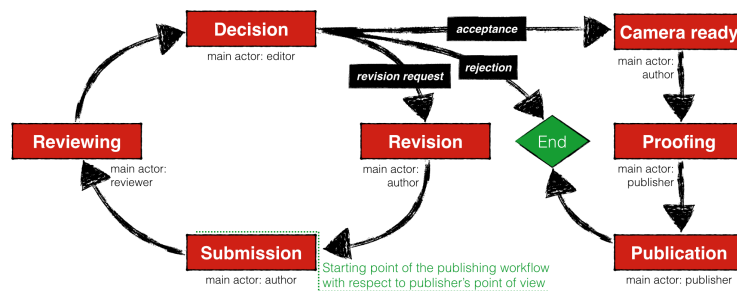 Decision
main actor: editor
acceptance
Camera ready
main actor:
author
revision request
rejection
Reviewing
main actor:
reviewer
Revision
main actor:
author
End
Proofing
main actor:
publisher
Submission
main actor: author
Starting point of the publishing workflow
with respect to publisher's point of view
Publication
main actor: publisher